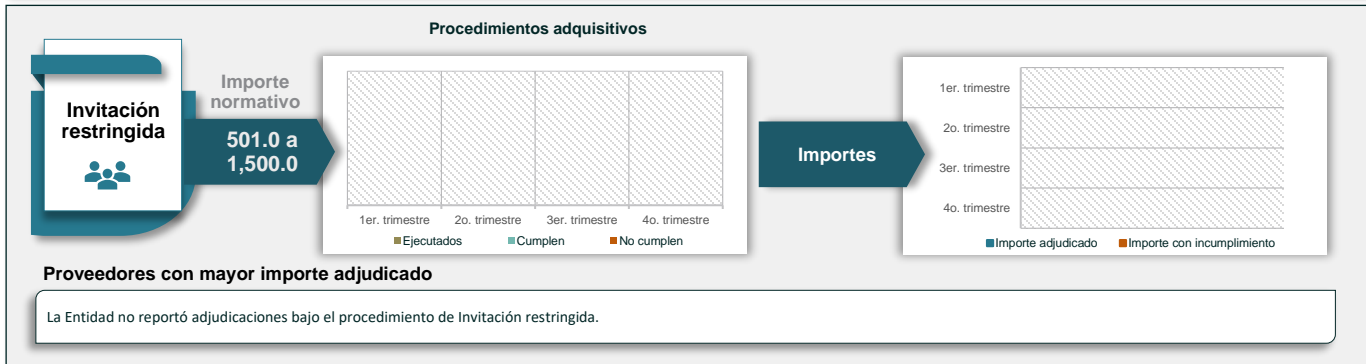 Procedimientos adquisitivos
Invitación
restringida
Importe
normativo
501.0 a
1,500.0
1er. trimestre 2o. trimestre 3er. trimestre 4o. trimestre
Ejecutados Cumplen No cumplen
Importes
1er. trimestre
2o. trimestre
3er. trimestre
4o. trimestre
Importe adjudicado Importe con incumplimiento
Proveedores con mayor importe adjudicado
La Entidad no reportó adjudicaciones bajo el procedimiento de Invitación restringida.